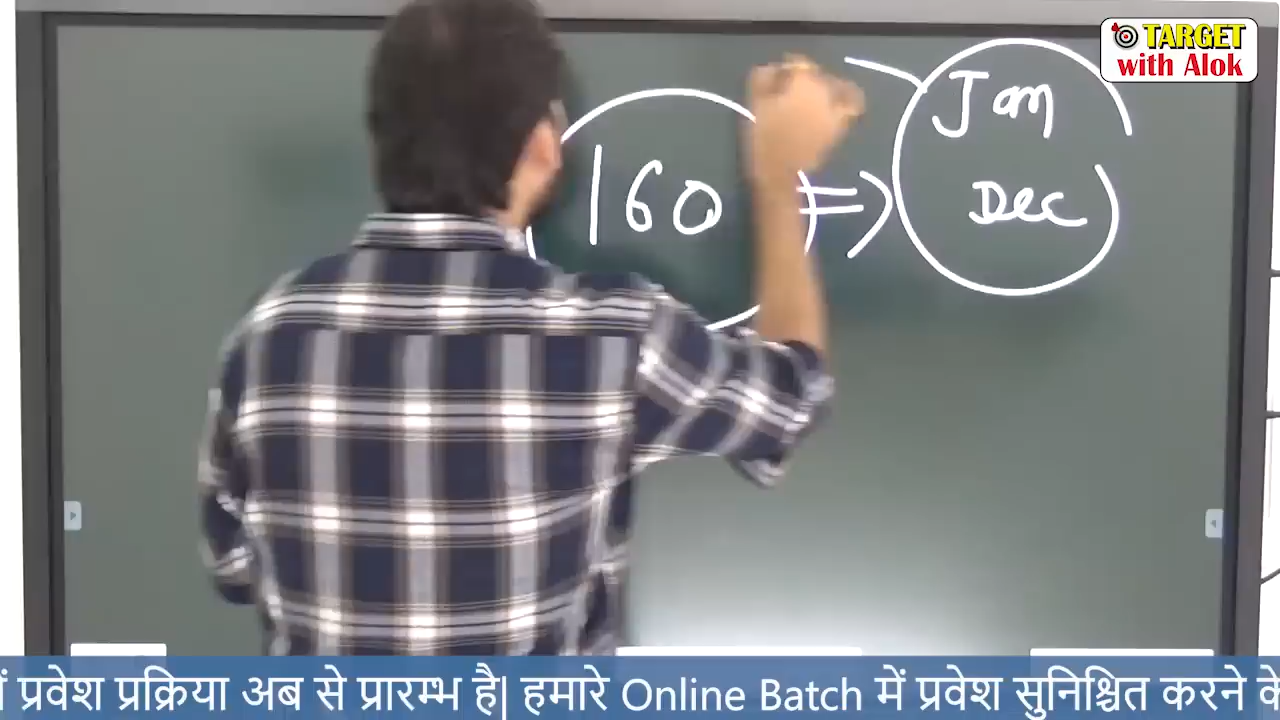 TARGET
with Alok
160 => Jan
Dec
प्रवेश प्रक्रिया अब से प्रारम्भ है| हमारे Online Batch में प्रवेश सुनिश्चित करने के